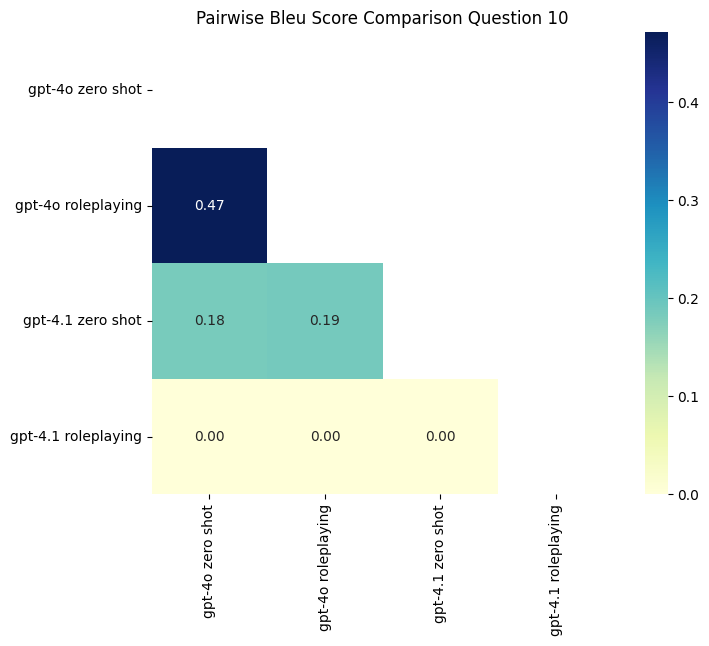 Pairwise Bleu Score Comparison Question 10
gpt-4o zero shot
gpt-4o roleplaying
0.47
gpt-4.1 zero shot
0.18 0.19
gpt-4.1 roleplaying
0.00 0.00 0.00
gpt-4o zero shot
gpt-4o roleplaying
gpt-4.1 zero shot
gpt-4.1 roleplaying
0.4
0.3
0.2
0.1
0.0